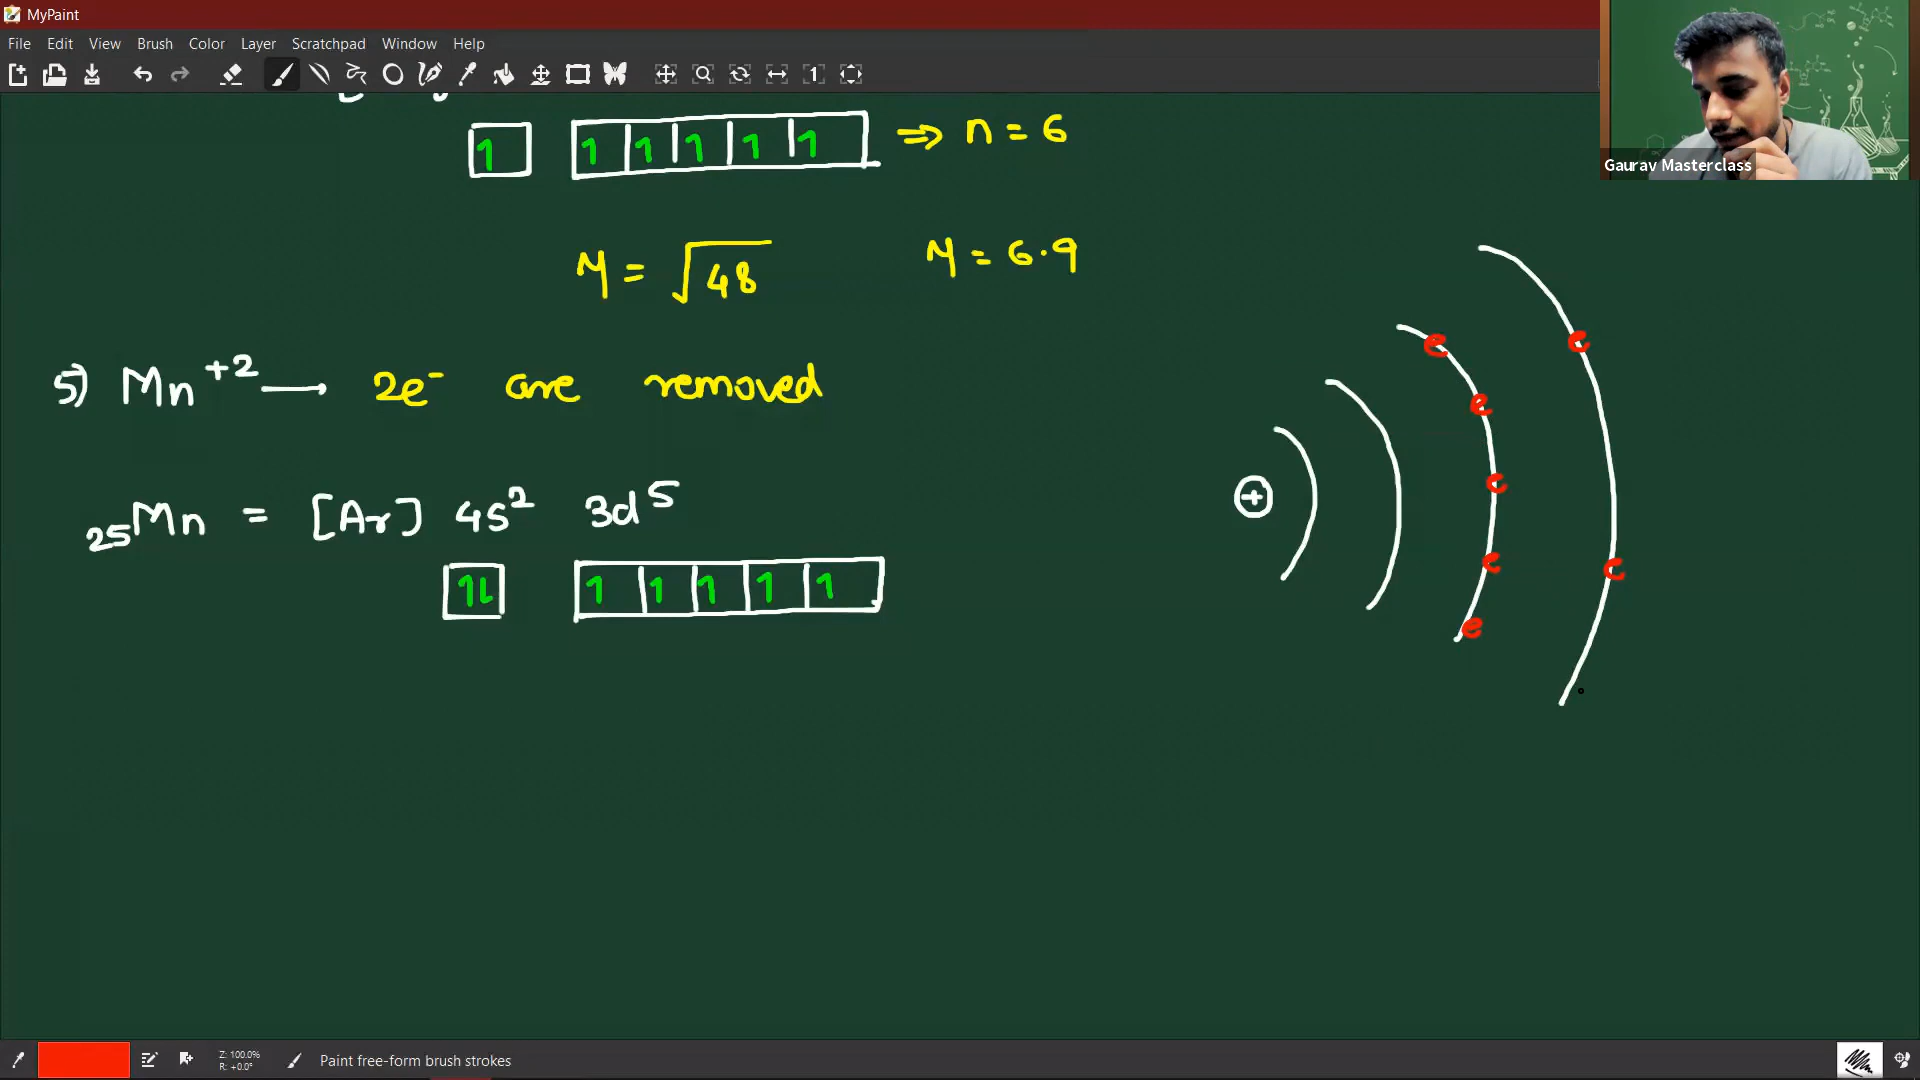 MyPaint
File Edit View Brush Color Layer Scratchpad Window Help
Gaurav Masterclass
1 1 1 1 1 1 ⇒ n = 6
M = √48 M = 6.9
5) Mn⁺² → 2e⁻ are removed
₂₅Mn = [Ar] 4s² 3d⁵
1l 1 1 1 1 1
+
e e
e
e
e e
e
Z: 100.0%
R: +0.0°
Paint free-form brush strokes